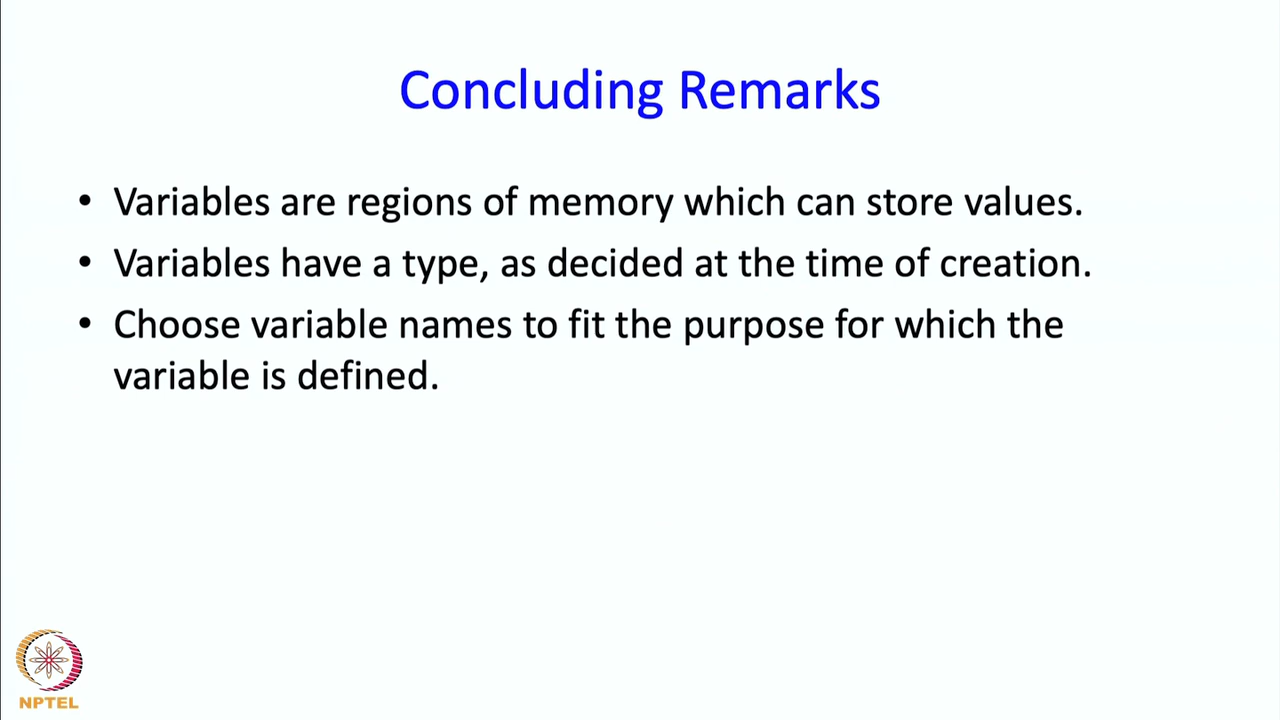 Concluding Remarks
• Variables are regions of memory which can store values.
• Variables have a type, as decided at the time of creation.
• Choose variable names to fit the purpose for which the
variable is defined.
NPTEL